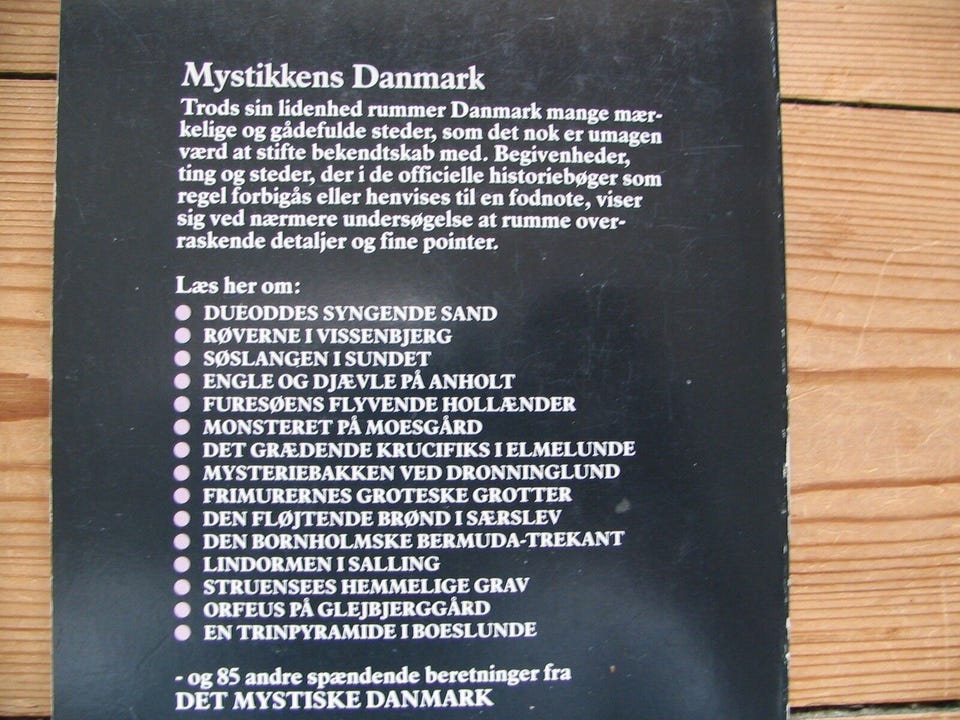 Mystikkens Danmark
Trods sin lidenhed rummer Danmark mange mær-
kelige og gådefulde steder, som det nok er umagen
værd at stifte bekendtskab med. Begivenheder,
ting og steder, der i de officielle historiebøger som
regel forbigås eller henvises til en fodnote, viser
sig ved nærmere undersøgelse at rumme over-
raskende detaljer og fine pointer.
Læs her om:
● DUEODDES SYNGENDE SAND
● RØVERNE I VISSENBJERG
● SØSLANGEN I SUNDET
● ENGLE OG DJÆVLE PÅ ANHOLT
● FURESØENS FLYVENDE HOLLÆNDER
● MONSTERET PÅ MOESGÅRD
● DET GRÆDENDE KRUCIFIKS I ELMELUNDE
● MYSTERIEBAKKEN VED DRONNINGLUND
● FRIMURERNES GROTESKE GROTTER
● DEN FLØJTENDE BRØND I SÆRSLEV
● DEN BORNHOLMSKE BERMUDA-TREKANT
● LINDORMEN I SALLING
● STRUENSEES HEMMELIGE GRAV
● ORFEUS PÅ GLEJBJERGGÅRD
● EN TRINPYRAMIDE I BOESLUNDE
- og 85 andre spændende beretninger fra
DET MYSTISKE DANMARK